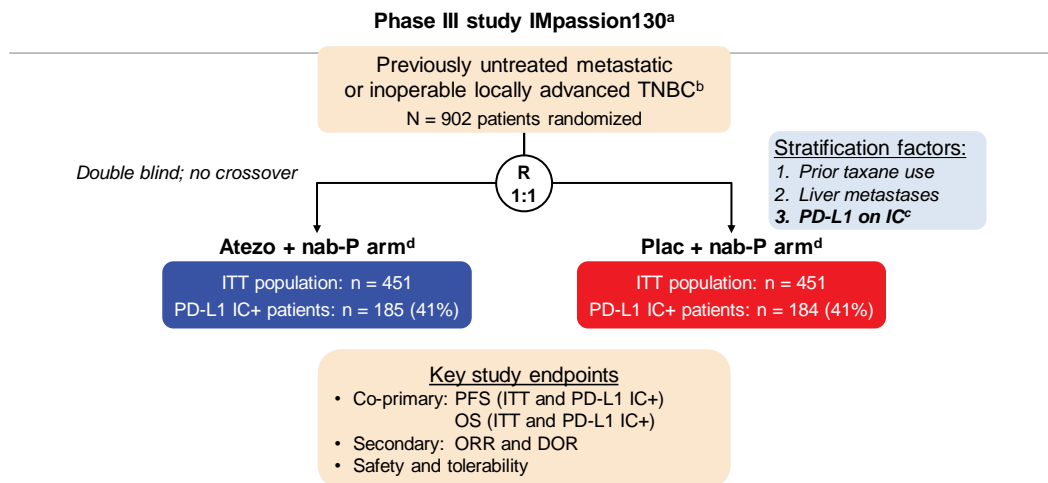 Phase III study IMpassion130ᵃ
Previously untreated metastatic
or inoperable locally advanced TNBCᵇ
N = 902 patients randomized
Double blind; no crossover
R
1:1
Stratification factors:
1. Prior taxane use
2. Liver metastases
3. PD-L1 on ICᶜ
Atezo + nab-P armᵈ
ITT population: n = 451
PD-L1 IC+ patients: n = 185 (41%)
Plac + nab-P armᵈ
ITT population: n = 451
PD-L1 IC+ patients: n = 184 (41%)
Key study endpoints
• Co-primary: PFS (ITT and PD-L1 IC+)
OS (ITT and PD-L1 IC+)
• Secondary: ORR and DOR
• Safety and tolerability